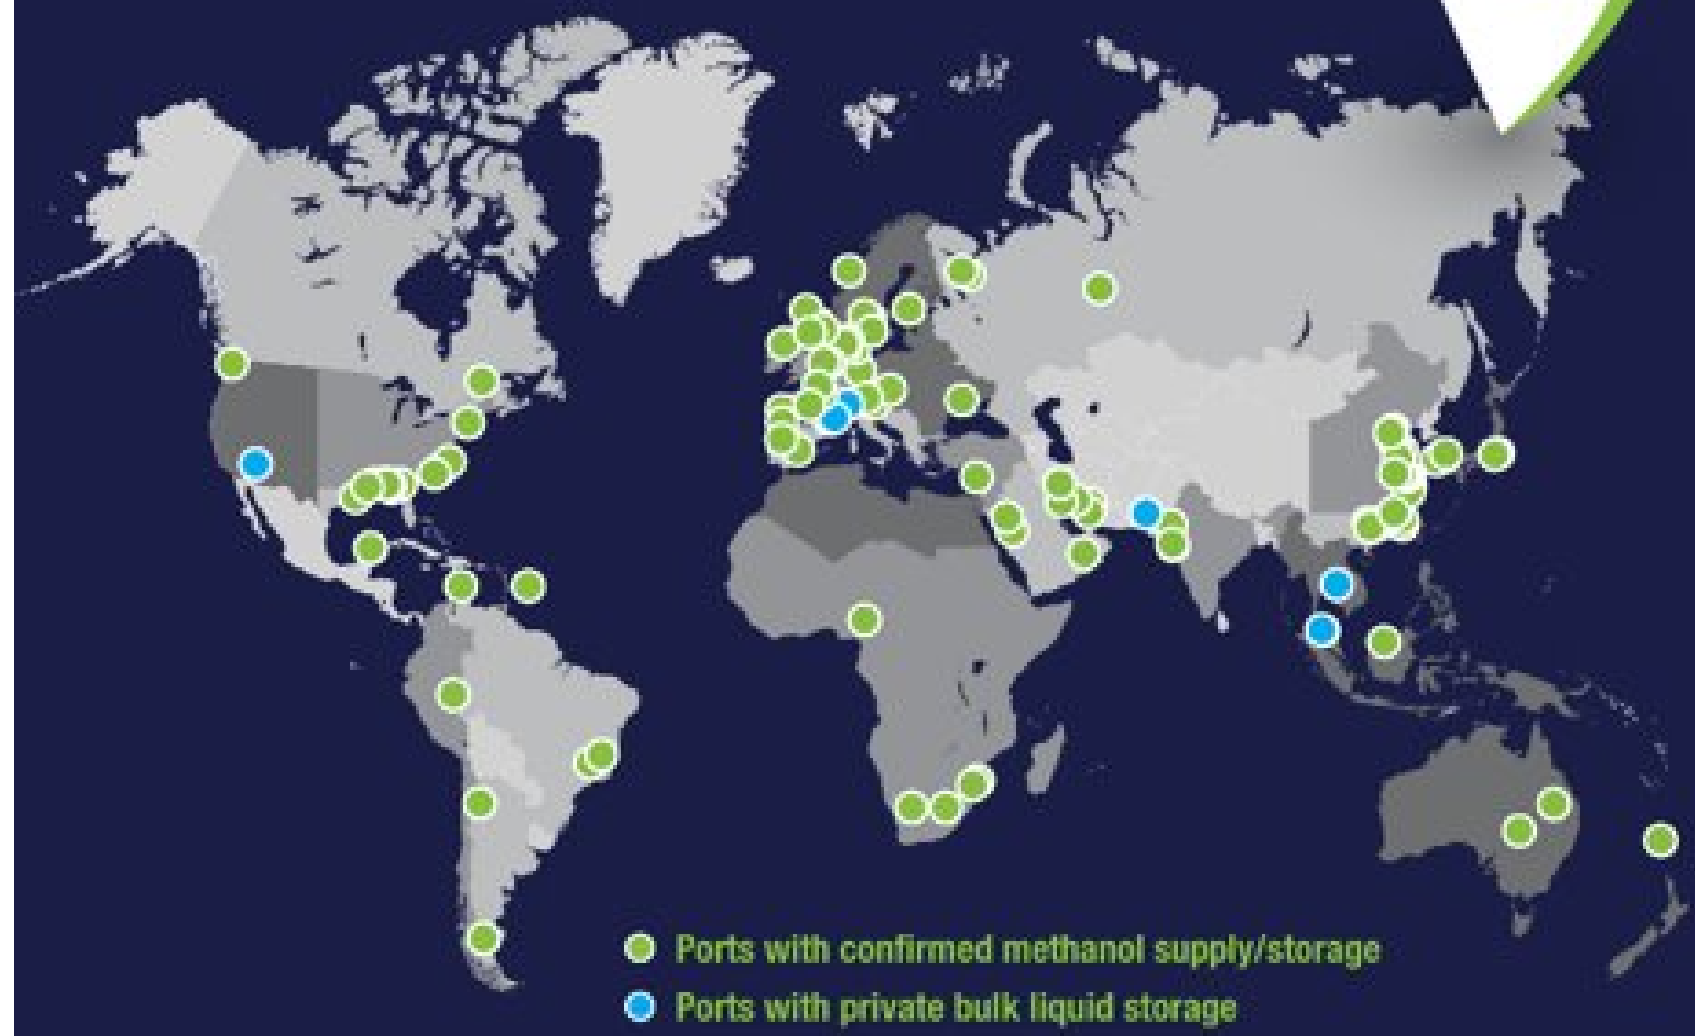 Ports with confirmed methanol supply/storage
Ports with private bulk liquid storage